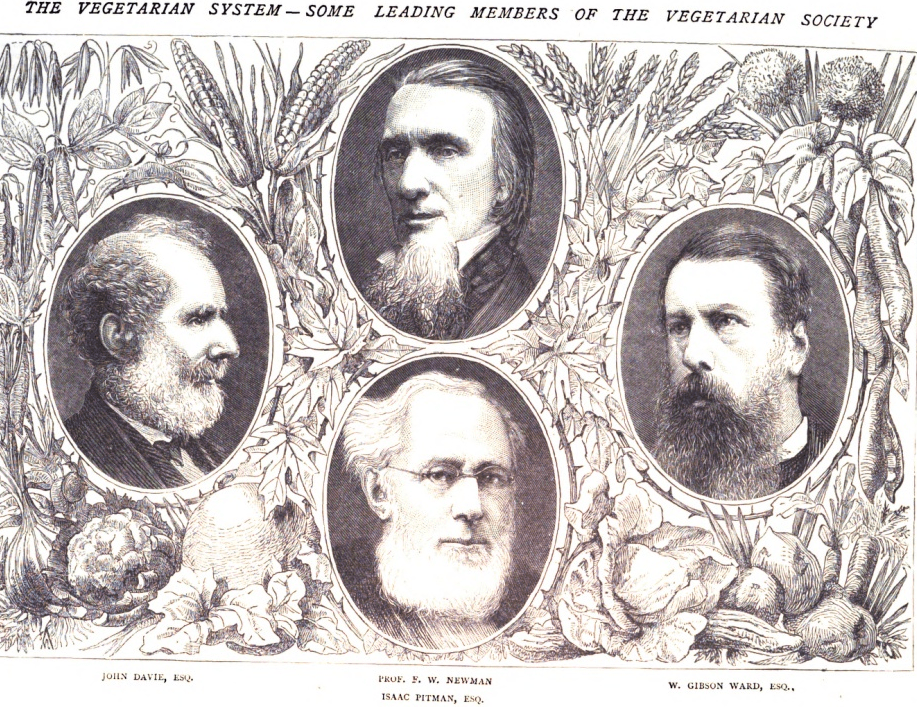 THE VEGETARIAN SYSTEM—SOME LEADING MEMBERS OF THE VEGETARIAN SOCIETY
JOHN DAVIE, ESQ.
PROF. F. W. NEWMAN
ISAAC PITMAN, ESQ.
W. GIBSON WARD, ESQ.,